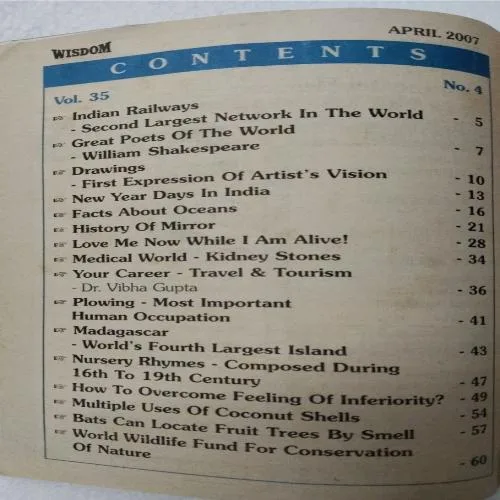 WISDOM APRIL 2007
CONTENTS
Vol. 35 No. 4
Indian Railways
- Second Largest Network In The World - 5
Great Poets Of The World
- William Shakespeare - 7
Drawings
- First Expression Of Artist's Vision - 10
New Year Days In India - 13
Facts About Oceans - 16
History Of Mirror - 21
Love Me Now While I Am Alive! - 28
Medical World - Kidney Stones - 34
Your Career - Travel & Tourism
- Dr. Vibha Gupta - 36
Plowing - Most Important
Human Occupation - 41
Madagascar
- World's Fourth Largest Island - 43
Nursery Rhymes - Composed During
16th To 19th Century - 47
How To Overcome Feeling Of Inferiority? - 49
Multiple Uses Of Coconut Shells - 54
Bats Can Locate Fruit Trees By Smell - 57
World Wildlife Fund For Conservation
Of Nature - 60